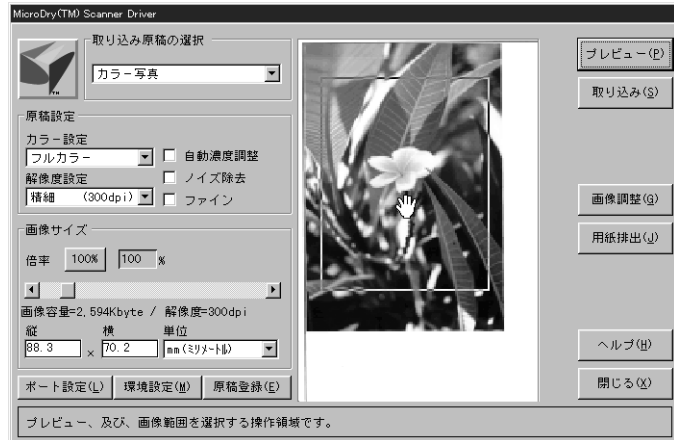 MicroDry(TM) Scanner Driver
取り込み原稿の選択
カラー写真
原稿設定
カラー設定
フルカラー
自動濃度調整
解像度設定
ノイズ除去
精細 (300dpi)
ファイン
画像サイズ
倍率 100% 100 %
画像容量=2,594Kbyte / 解像度=300dpi
縦 横 単位
88.3 × 70.2 mm(ミリメートル)
ポート設定(L) 環境設定(M) 原稿登録(E)
プレビュー(P)
取り込み(S)
画像調整(G)
用紙排出(J)
ヘルプ(H)
閉じる(X)
プレビュー、及び、画像範囲を選択する操作領域です。